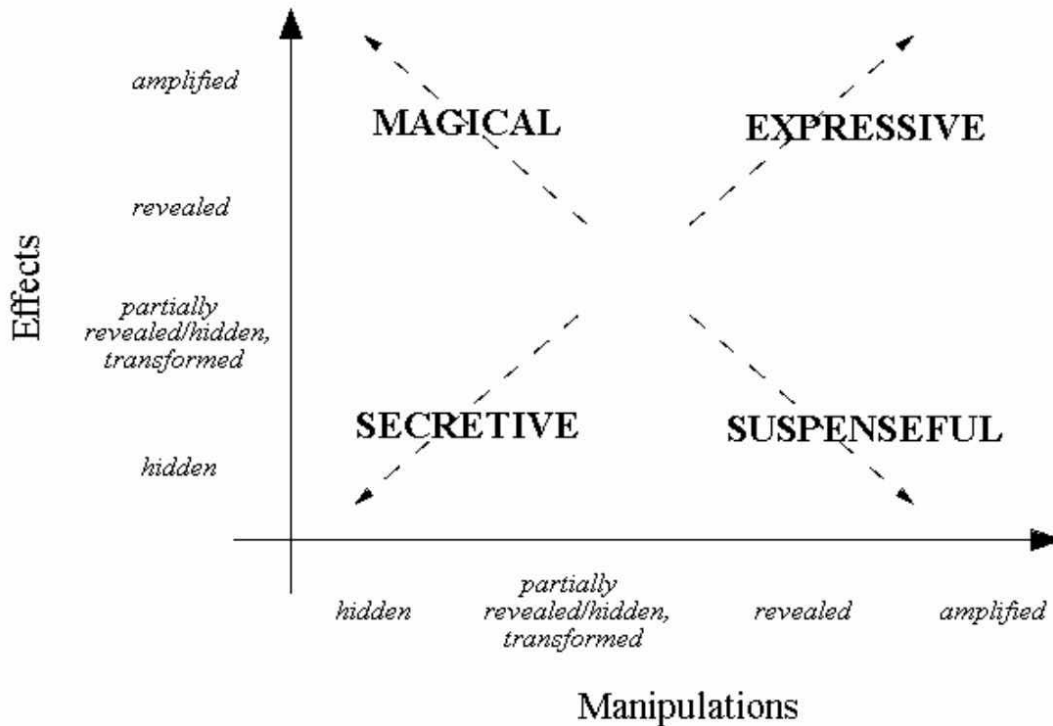 amplified
MAGICAL
EXPRESSIVE
revealed
Effects
partially
revealed/hidden,
transformed
SECRETIVE
SUSPENSEFUL
hidden
hidden
partially
revealed/hidden,
transformed
revealed
amplified
Manipulations